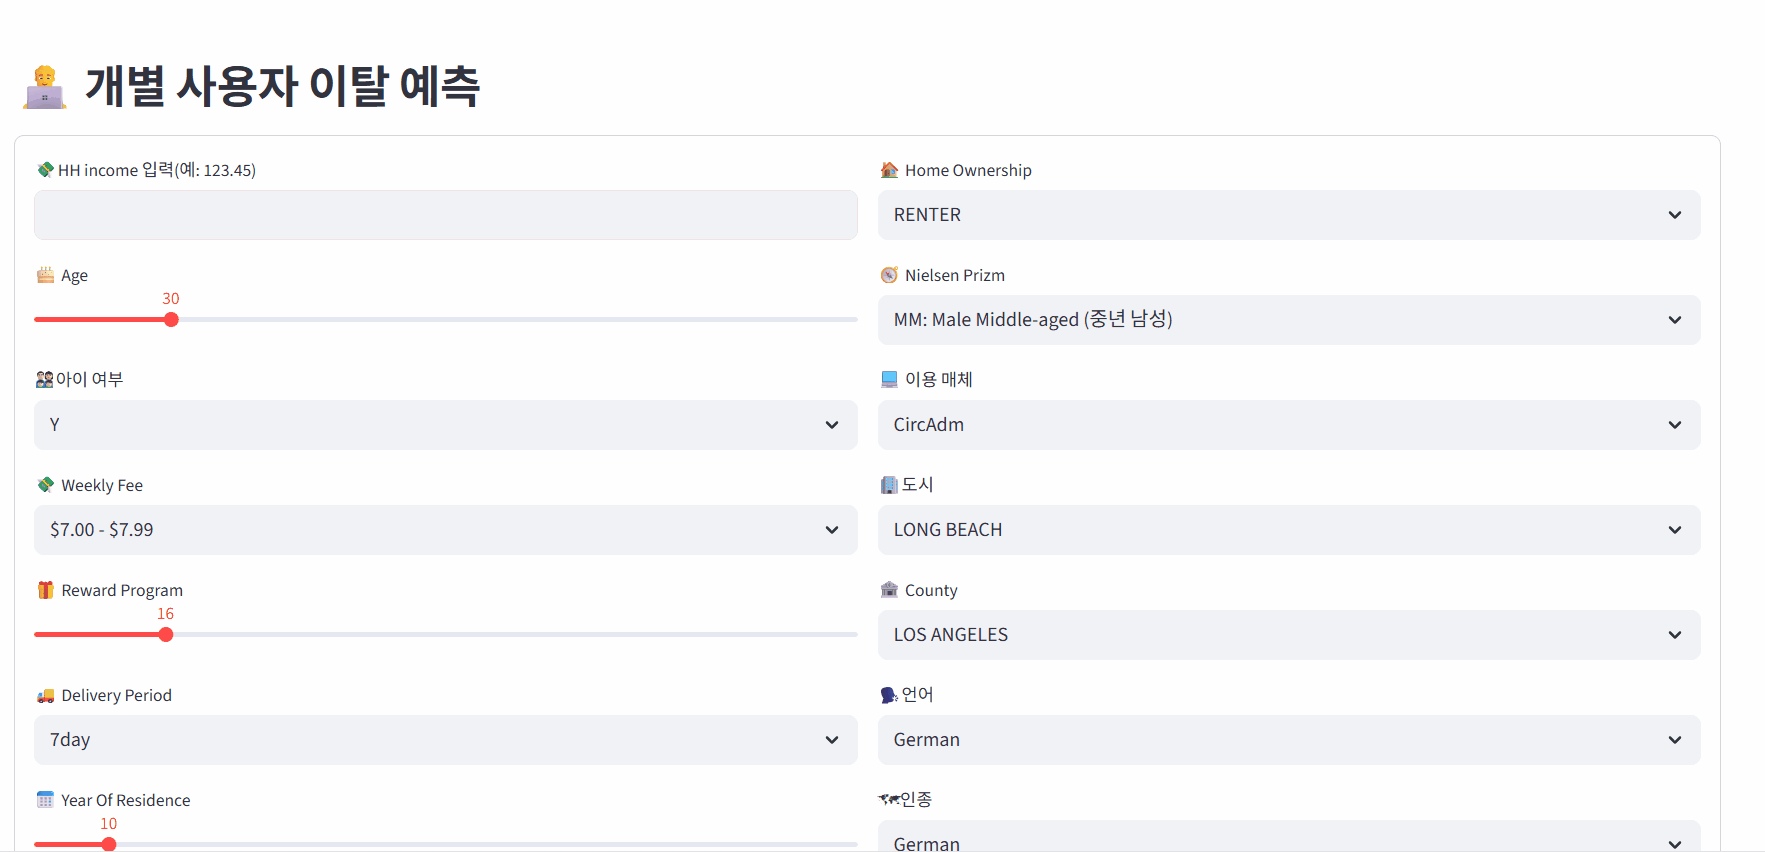 개별 사용자 이탈 예측
HH income 입력(예: 123.45)
Home Ownership
RENTER
Age
30
Nielsen Prizm
MM: Male Middle-aged (중년 남성)
아이 여부
Y
이용 매체
CircAdm
Weekly Fee
$7.00 - $7.99
도시
LONG BEACH
Reward Program
16
County
LOS ANGELES
Delivery Period
7day
언어
German
Year Of Residence
10
인종
German